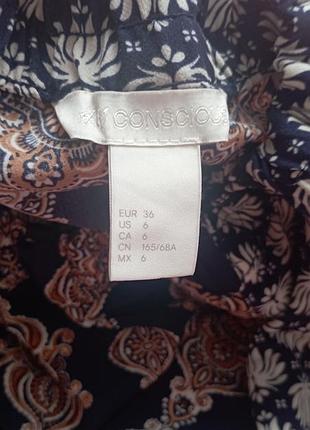 CONSCIOUS
EUR 36
US 6
CA 6
CN 165/68A
MX 6